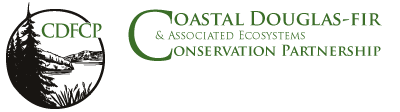 CDFCP
COASTAL DOUGLAS-FIR
& ASSOCIATED ECOSYSTEMS
CONSERVATION PARTNERSHIP